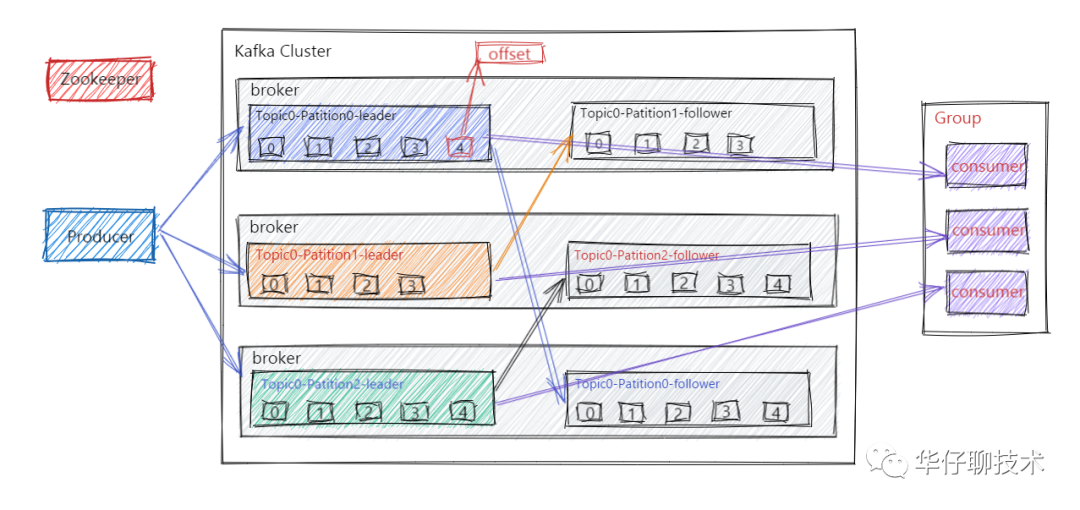 Kafka Cluster
offset
Zookeeper
broker
Topic0-Patition0-leader
0 1 2 3 4
Topic0-Patition1-follower
0 1 2 3
Group
consumer
consumer
consumer
Producer
broker
Topic0-Patition1-leader
0 1 2 3
Topic0-Patition2-follower
0 1 2 3 4
broker
Topic0-Patition2-leader
0 1 2 3 4
Topic0-Patition0-follower
0 1 2 3 4
华仔聊技术